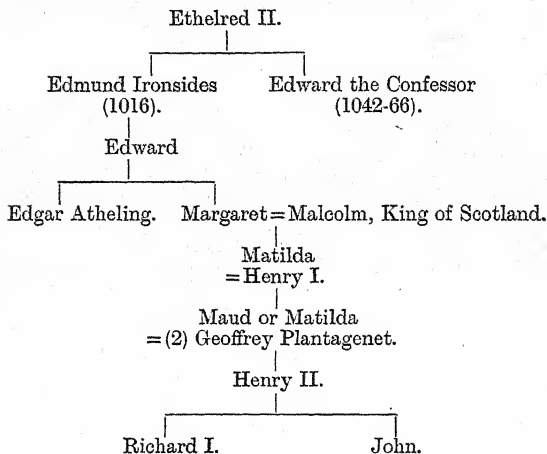 Ethelred II.
Edmund Ironsides Edward the Confessor
(1016). (1042-66).
Edward
Edgar Atheling. Margaret=Malcolm, King of Scotland.
Matilda
=Henry I.
Maud or Matilda
=(2) Geoffrey Plantagenet.
Henry II.
Richard I. John.